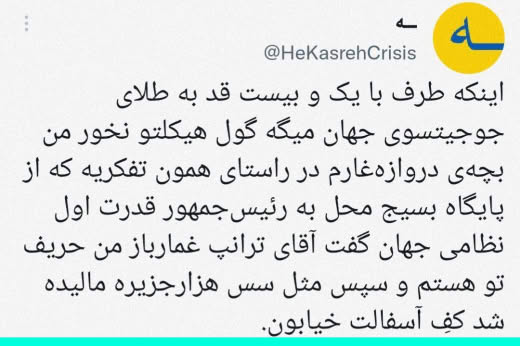 ـه
@HeKasrehCrisis
ـه
اینکه طرف با یک و بیست قد به طلای
جوجیتسوی جهان میگه گول هیکلتو نخور من
بچه‌ی دروازه‌غارم در راستای همون تفکریه که از
پایگاه بسیج محل به رئیس‌جمهور قدرت اول
نظامی جهان گفت آقای ترانپ غمارباز من حریف
تو هستم و سپس مثل سس هزارجزیره مالیده
شد کفِ آسفالت خیابون.